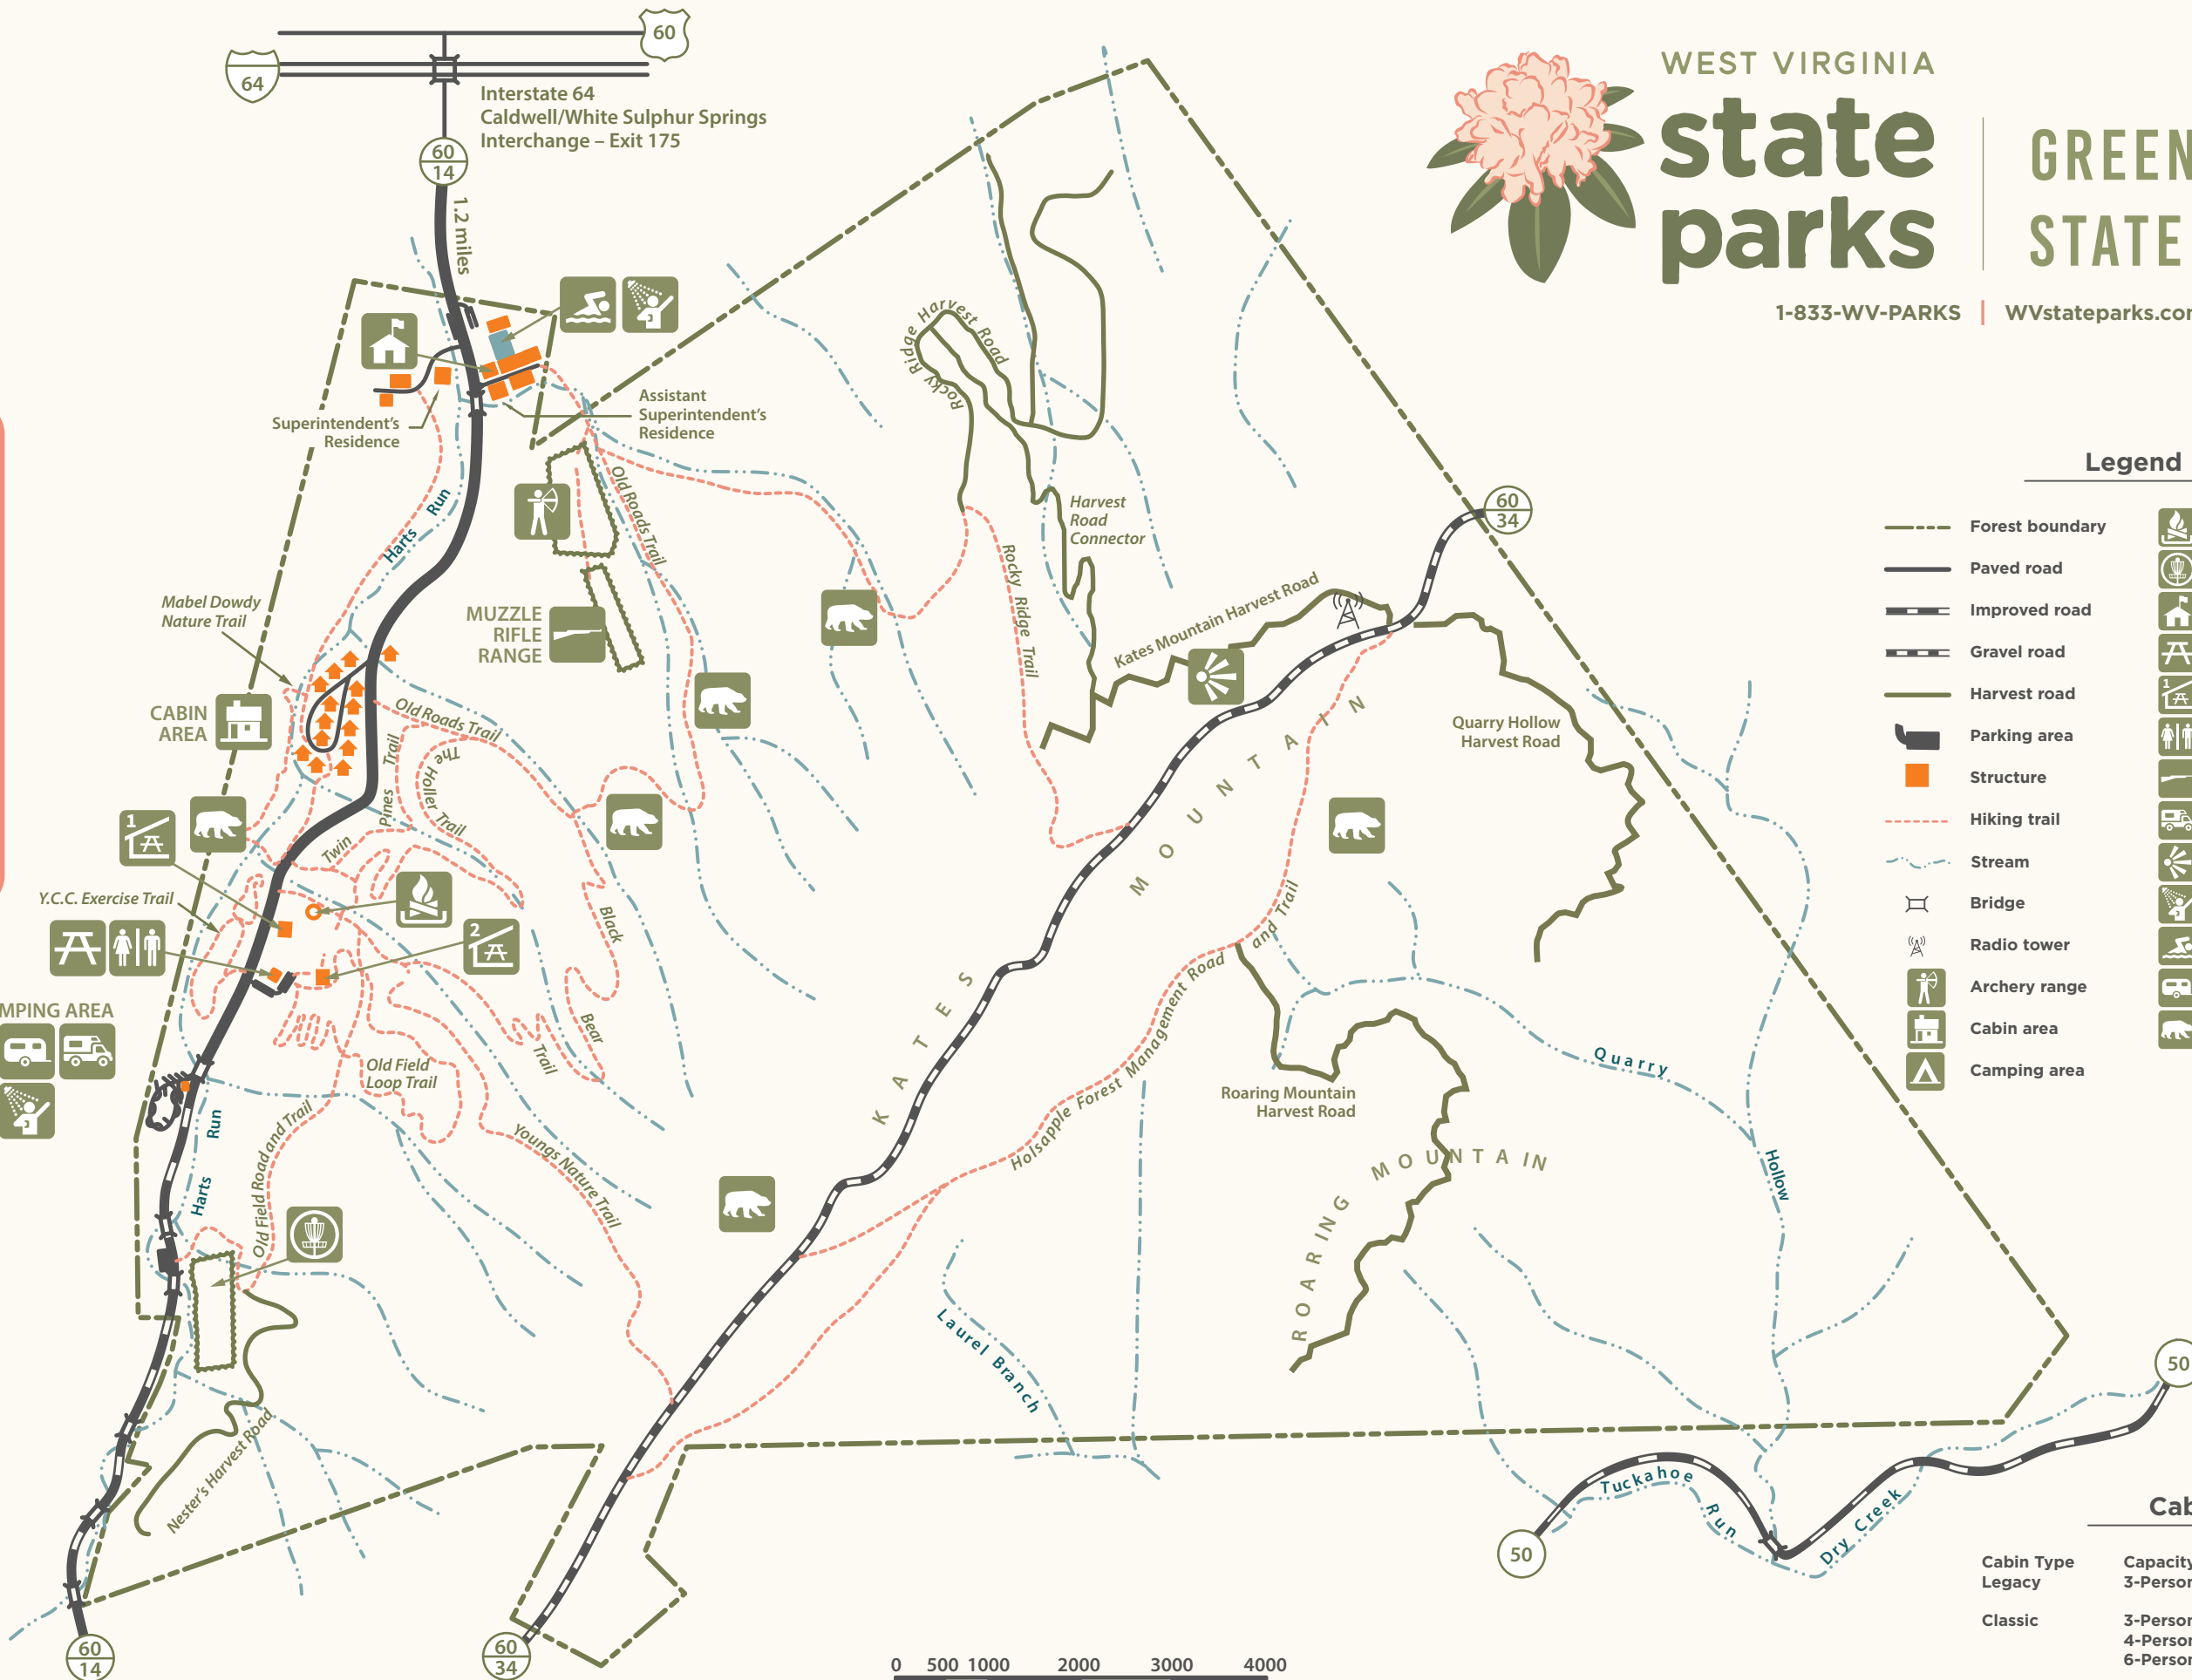 60
64
Interstate 64
Caldwell/White Sulphur Springs
Interchange – Exit 175
60
14
1.2 miles
WEST VIRGINIA
state
parks
GREEN
STATE
1-833-WV-PARKS | WVstateparks.com
Superintendent's
Residence
Assistant
Superintendent's
Residence
Harts Run
Rocky Ridge Harvest Road
Old Roads Trail
Harvest
Road
Connector
Rocky Ridge Trail
60
34
Mabel Dowdy
Nature Trail
MUZZLE
RIFLE
RANGE
Kates Mountain Harvest Road
CABIN
AREA
Old Roads Trail
The Holler Trail
Twin Pines Trail
Quarry Hollow
Harvest Road
1
Y.C.C. Exercise Trail
2
Black Bear Trail
KATES MOUNTAIN
MPING AREA
Old Field
Loop Trail
Old Field Road and Trail
Harts Run
Youngs Nature Trail
Holsapple Forest Management Road and Trail
Roaring Mountain
Harvest Road
ROARING MOUNTAIN
Quarry Hollow
Laurel Branch
Nester's Harvest Road
Tuckahoe Run
Dry Creek
50
50
60
14
60
34
0 500 1000 2000 3000 4000
Legend
Forest boundary
Paved road
Improved road
Gravel road
Harvest road
Parking area
Structure
Hiking trail
Stream
Bridge
Radio tower
Archery range
Cabin area
Camping area
1
Cab
Cabin Type Capacity
Legacy 3-Person
Classic 3-Person
4-Person
6-Person